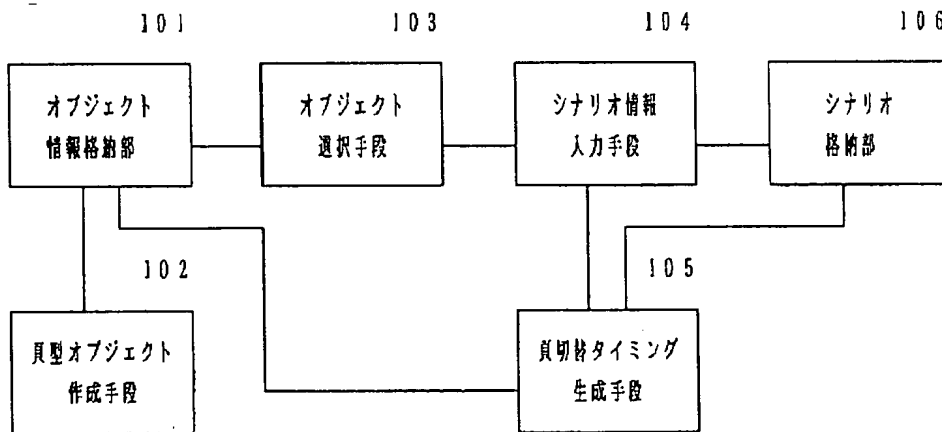 101
103
104
106
オブジェクト
情報格納部
オブジェクト
選択手段
シナリオ情報
入力手段
シナリオ
格納部
102
105
頁型オブジェクト
作成手段
頁切替タイミング
生成手段